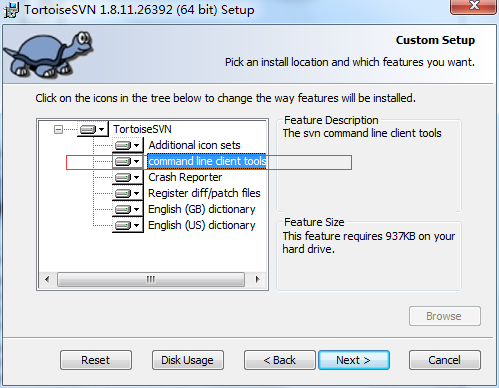 TortoiseSVN 1.8.11.26392 (64 bit) Setup
Custom Setup
Pick an install location and which features you want.
Click on the icons in the tree below to change the way features will be installed.
TortoiseSVN
Additional icon sets
command line client tools
Crash Reporter
Register diff/patch files
English (GB) dictionary
English (US) dictionary
Feature Description
The svn command line client tools
Feature Size
This feature requires 937KB on your
hard drive.
Browse
Reset
Disk Usage
< Back
Next >
Cancel